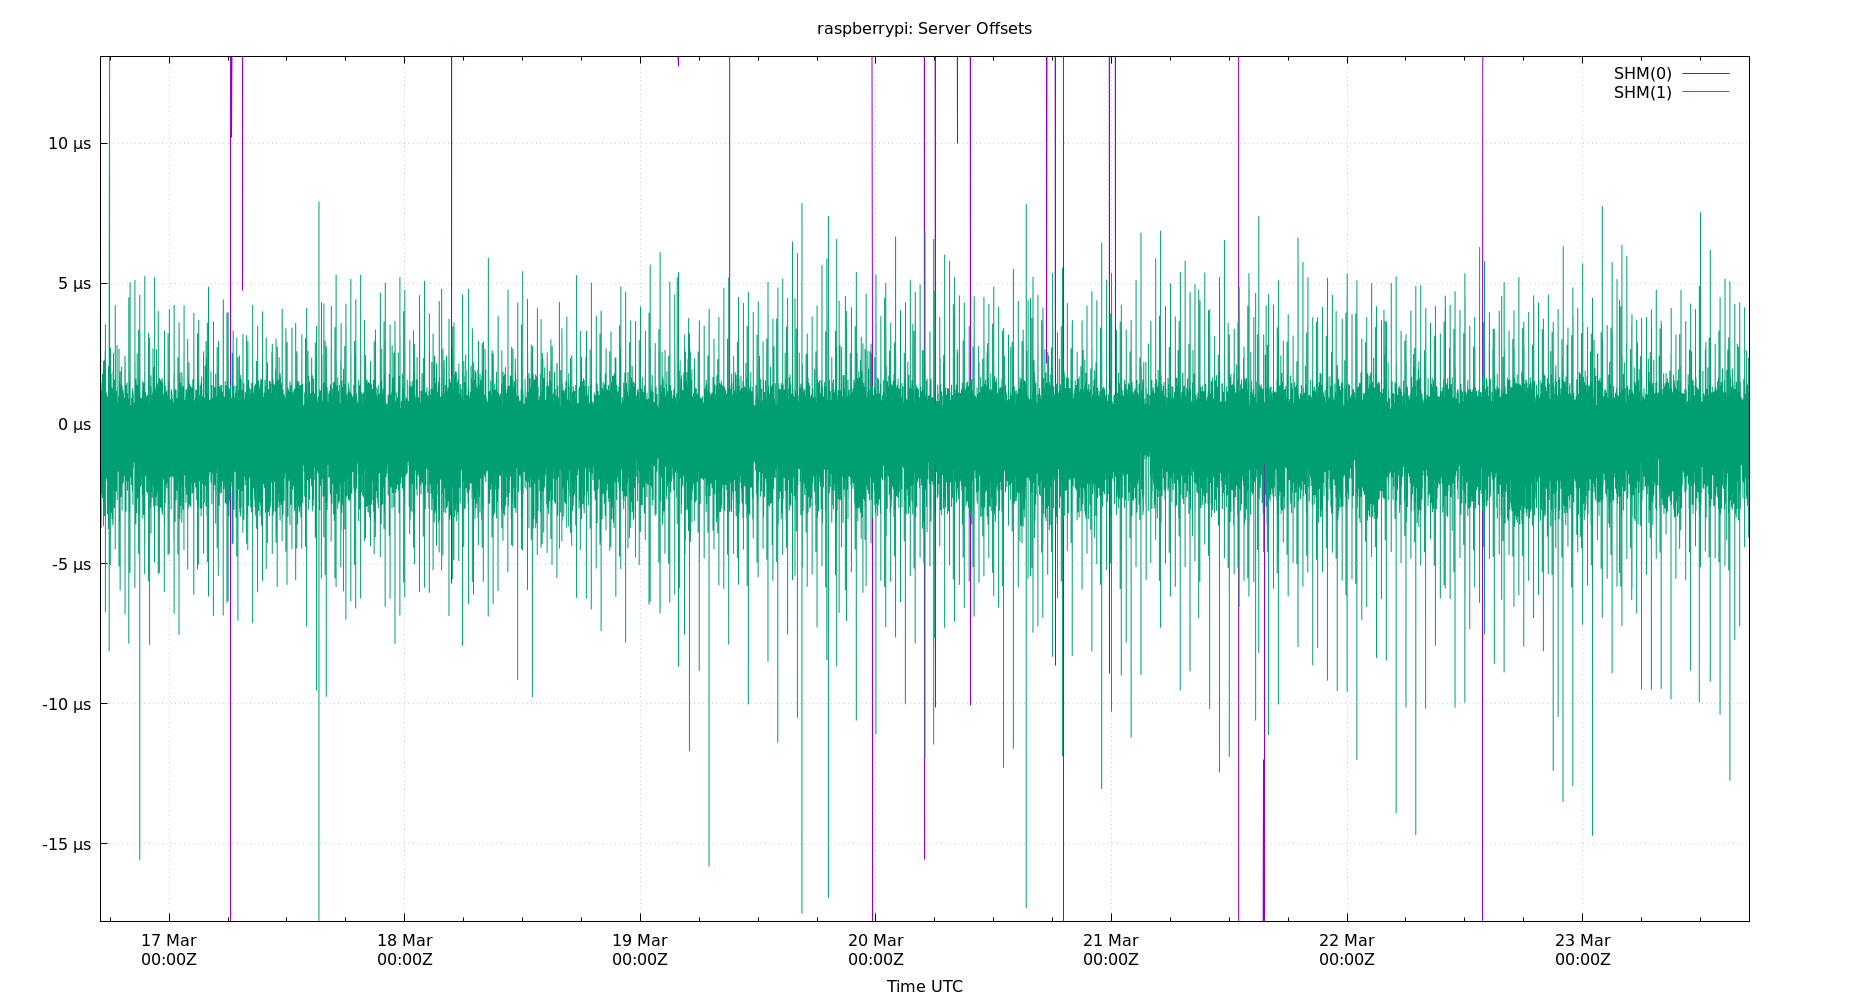 raspberrypi: Server Offsets
SHM(0)
SHM(1)
10 µs
5 µs
0 µs
-5 µs
-10 µs
-15 µs
17 Mar 18 Mar 19 Mar 20 Mar 21 Mar 22 Mar 23 Mar
00:00Z 00:00Z 00:00Z 00:00Z 00:00Z 00:00Z 00:00Z
Time UTC